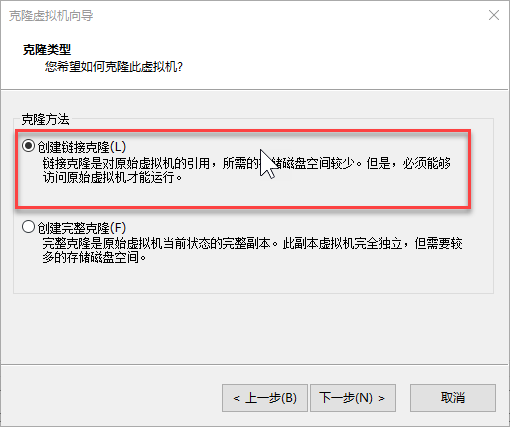 克隆虚拟机向导
克隆类型
您希望如何克隆此虚拟机?
克隆方法
创建链接克隆(L)
链接克隆是对原始虚拟机的引用，所需的储磁盘空间较少。但是，必须能够
访问原始虚拟机才能运行。
创建完整克隆(F)
完整克隆是原始虚拟机当前状态的完整副本。此副本虚拟机完全独立，但需要较
多的存储磁盘空间。
< 上一步(B)
下一步(N) >
取消